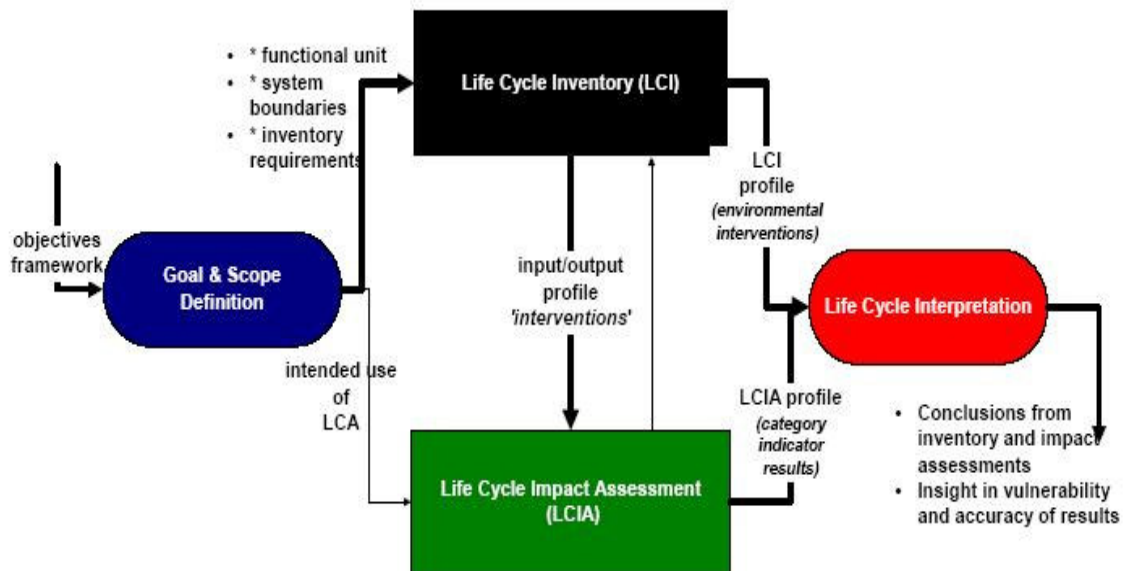 • * functional unit
• * system
boundaries
• * inventory
requirements
Life Cycle Inventory (LCI)
objectives
framework
Goal & Scope
Definition
input/output
profile
'interventions'
intended use
of
LCA
LCI
profile
(environmental
interventions)
Life Cycle Interpretation
LCIA profile
(category
indicator
results)
Life Cycle Impact Assessment
(LCIA)
• Conclusions from
inventory and impact
assessments
• Insight in vulnerability
and accuracy of results